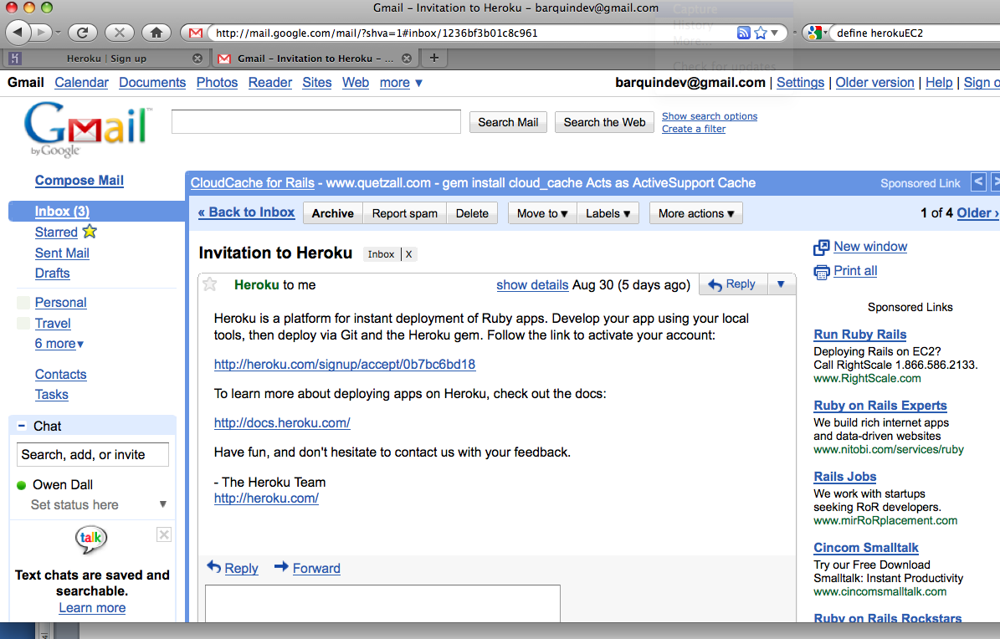 Gmail – Invitation to Heroku – barquindev@gmail.com
Capture
History
More...
Check for updates
http://mail.google.com/mail/?shva=1#inbox/1236bf3b01c8c961
define herokuEC2
Heroku | Sign up
Gmail – Invitation to Heroku – ...
Gmail Calendar Documents Photos Reader Sites Web more ▼
barquindev@gmail.com | Settings | Older version | Help | Sign o
Gmail
by Google
Search Mail
Search the Web
Show search options
Create a filter
Compose Mail
Inbox (3)
Starred
Sent Mail
Drafts
Personal
Travel
6 more▼
Contacts
Tasks
– Chat
Search, add, or invite
Owen Dall
Set status here ▼
talk
Text chats are saved and
searchable.
Learn more
CloudCache for Rails - www.quetzall.com - gem install cloud_cache Acts as ActiveSupport Cache
Sponsored Link < >
« Back to Inbox
Archive
Report spam
Delete
Move to ▼
Labels ▼
More actions ▼
1 of 4 Older ›
Invitation to Heroku
Inbox | X
Heroku to me
show details Aug 30 (5 days ago)
Reply
▼
Heroku is a platform for instant deployment of Ruby apps. Develop your app using your local
tools, then deploy via Git and the Heroku gem. Follow the link to activate your account:
http://heroku.com/signup/accept/0b7bc6bd18
To learn more about deploying apps on Heroku, check out the docs:
http://docs.heroku.com/
Have fun, and don't hesitate to contact us with your feedback.
- The Heroku Team
http://heroku.com/
Reply
Forward
New window
Print all
Sponsored Links
Run Ruby Rails
Deploying Rails on EC2?
Call RightScale 1.866.586.2133.
www.RightScale.com
Ruby on Rails Experts
We build rich internet apps
and data-driven websites
www.nitobi.com/services/ruby
Rails Jobs
We work with startups
seeking RoR developers.
www.mirRoRplacement.com
Cincom Smalltalk
Try our Free Download
Smalltalk: Instant Productivity
www.cincomsmalltalk.com
Ruby on Rails Rockstars